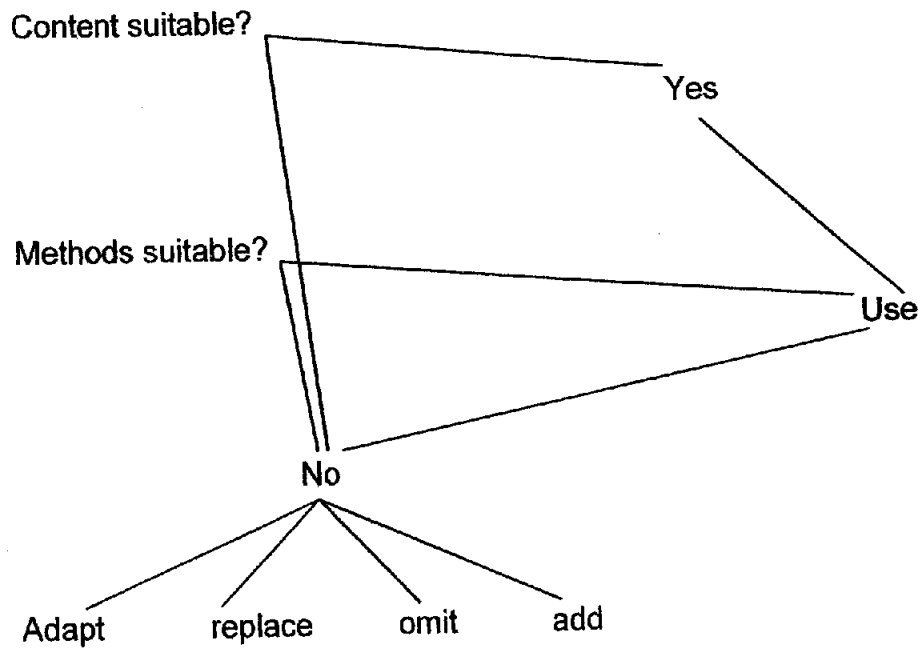 Content suitable?
Yes
Methods suitable?
Use
No
Adapt replace omit add